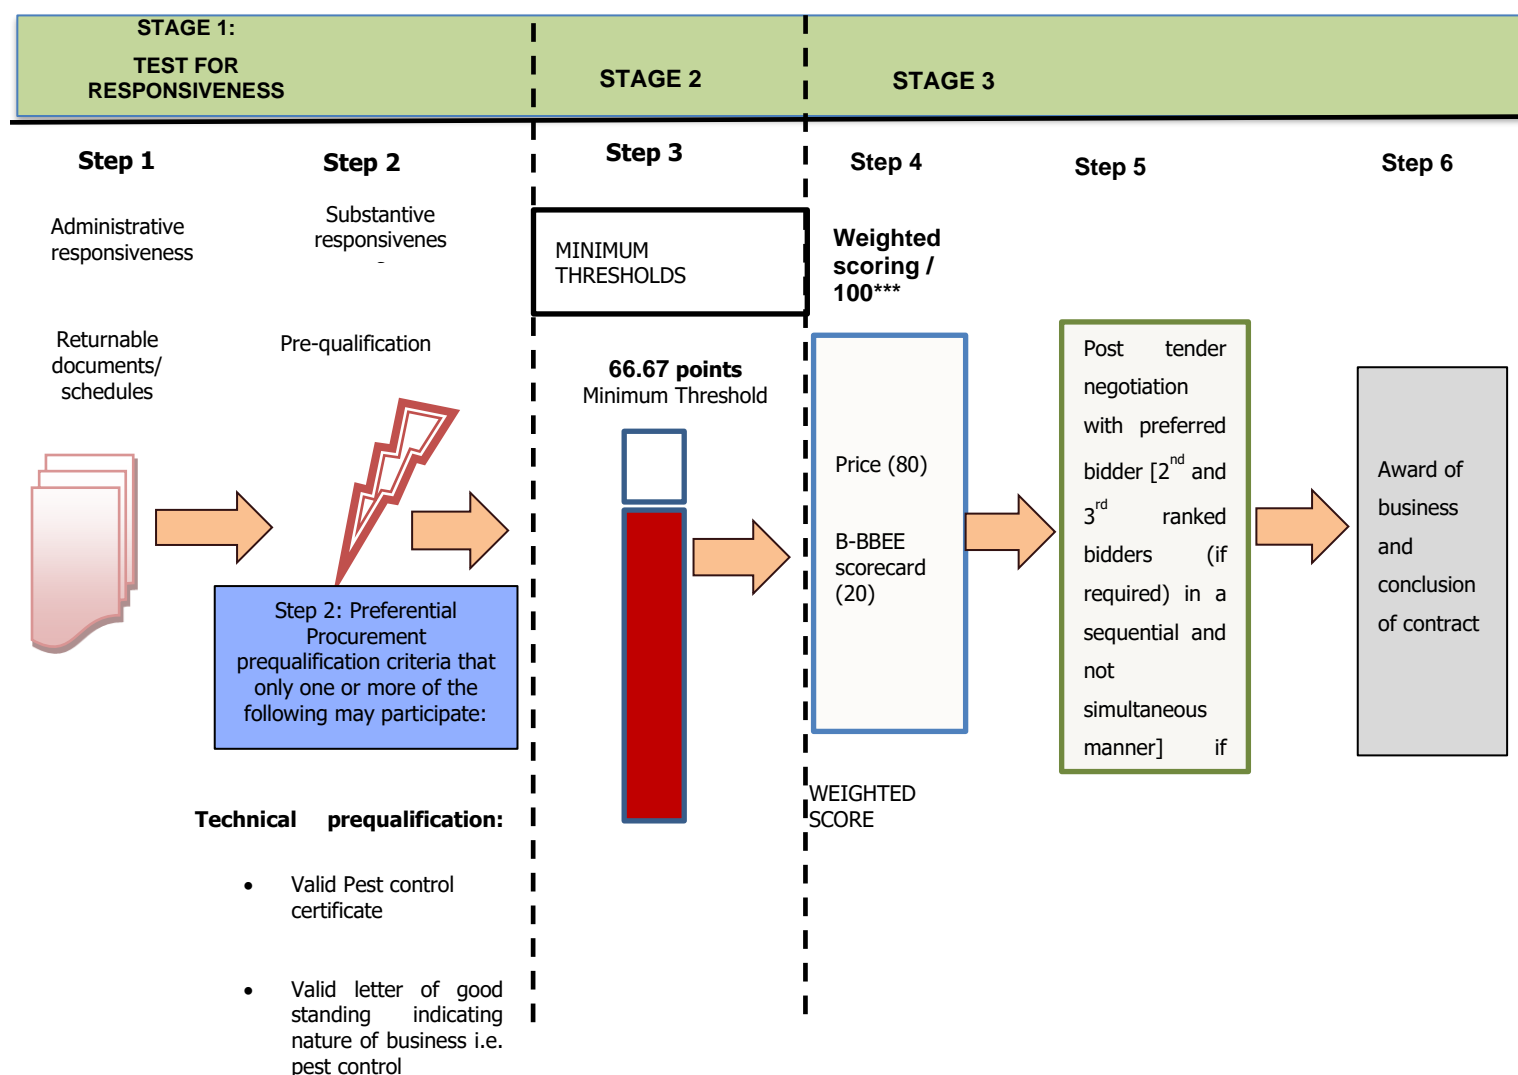 STAGE 1:
TEST FOR
RESPONSIVENESS
STAGE 2
STAGE 3
Step 1
Step 2
Step 3
Step 4
Step 5
Step 6
Administrative
responsiveness
Substantive
responsivenes
MINIMUM
THRESHOLDS
Weighted
scoring /
100***
Returnable
documents/
schedules
Pre-qualification
66.67 points
Minimum Threshold
Price (80)
B-BBEE
scorecard
(20)
Post tender
negotiation
with preferred
bidder [2nd and
3rd ranked
bidders (if
required) in a
sequential and
not
simultaneous
manner] if
Award of
business
and
conclusion
of contract
Step 2: Preferential
Procurement
prequalification criteria that
only one or more of the
following may participate:
WEIGHTED
SCORE
Technical prequalification:
• Valid Pest control
certificate
• Valid letter of good
standing indicating
nature of business i.e.
pest control